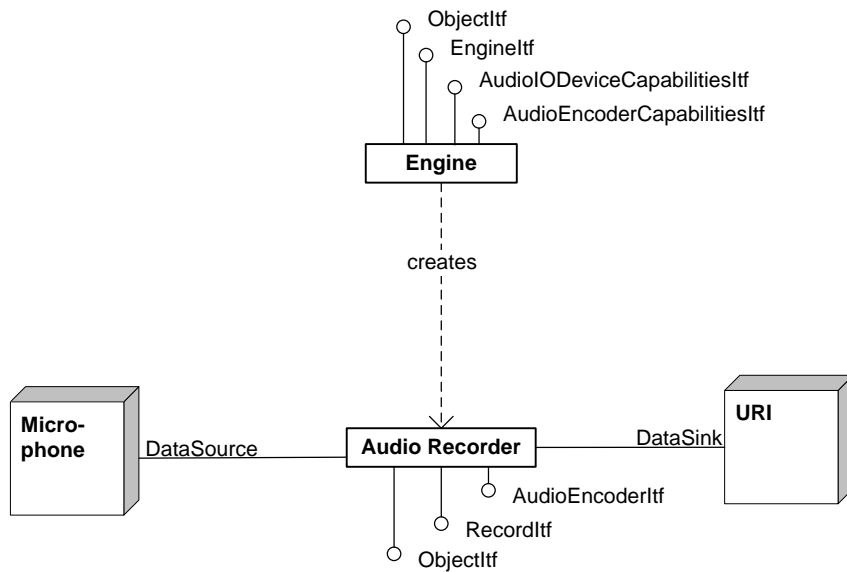 ObjectItf
EngineItf
AudioIODeviceCapabilitiesItf
AudioEncoderCapabilitiesItf
Engine
creates
Micro-
phone
DataSource
Audio Recorder
DataSink
URI
AudioEncoderItf
RecordItf
ObjectItf